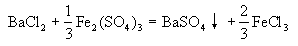 BaCl₂ + 1/3 Fe₂(SO₄)₃ = BaSO₄ ↓ + 2/3 FeCl₃